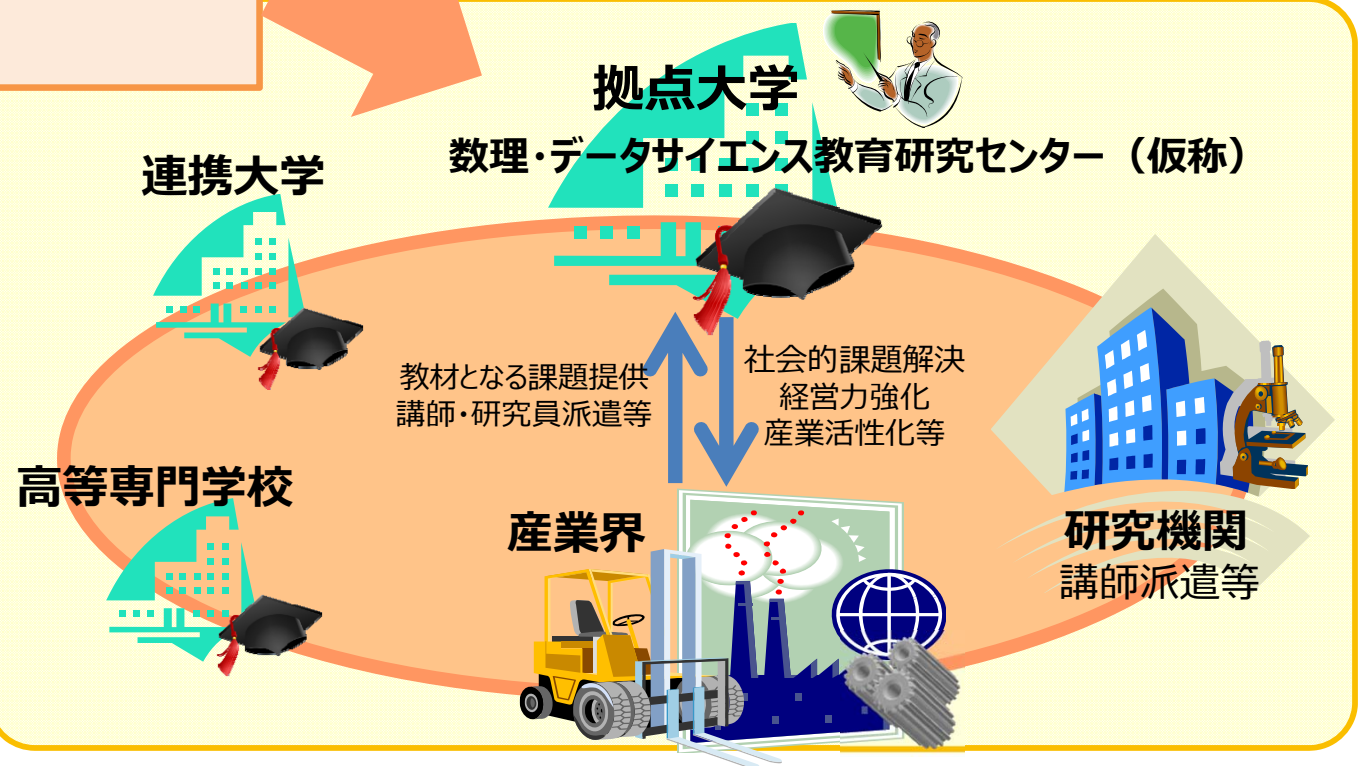 拠点大学
数理・データサイエンス教育研究センター（仮称）
連携大学
教材となる課題提供
講師・研究員派遣等
社会的課題解決
経営力強化
産業活性化等
高等専門学校
産業界
研究機関
講師派遣等